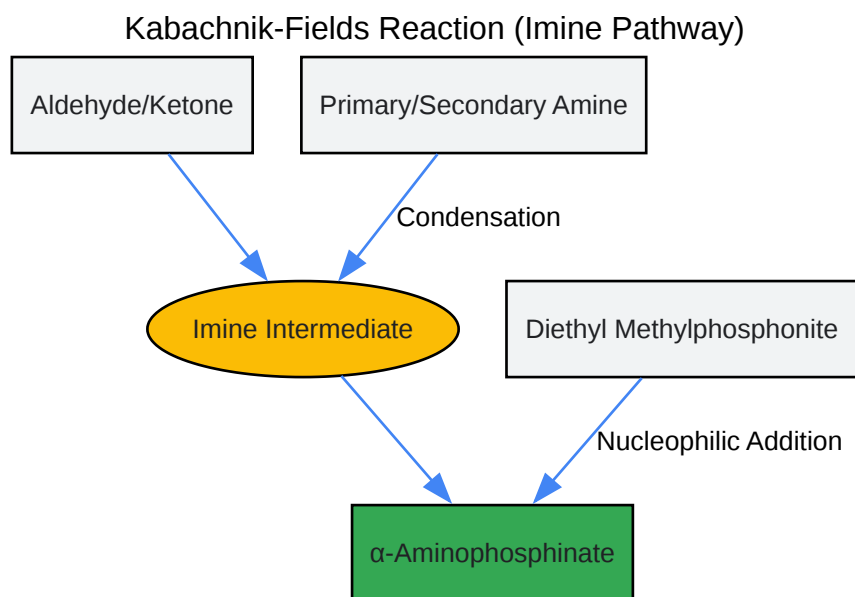 Kabachnik-Fields Reaction (Imine Pathway)
Aldehyde/Ketone
Primary/Secondary Amine
Condensation
Imine Intermediate
Diethyl Methylphosphonite
Nucleophilic Addition
α-Aminophosphinate